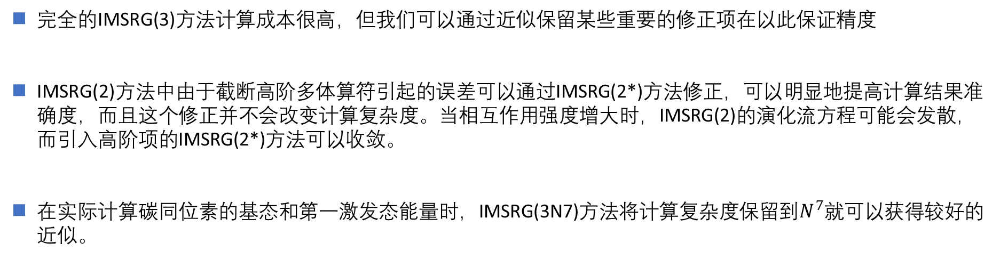 完全的IMSRG(3)方法计算成本很高，但我们可以通过近似保留某些重要的修正项在以此保证精度
IMSRG(2)方法中由于截断高阶多体算符引起的误差可以通过IMSRG(2*)方法修正，可以明显地提高计算结果准
确度，而且这个修正并不会改变计算复杂度。当相互作用强度增大时，IMSRG(2)的演化流方程可能会发散，
而引入高阶项的IMSRG(2*)方法可以收敛。
在实际计算碳同位素的基态和第一激发态能量时，IMSRG(3N7)方法将计算复杂度保留到N⁷就可以获得较好的
近似。